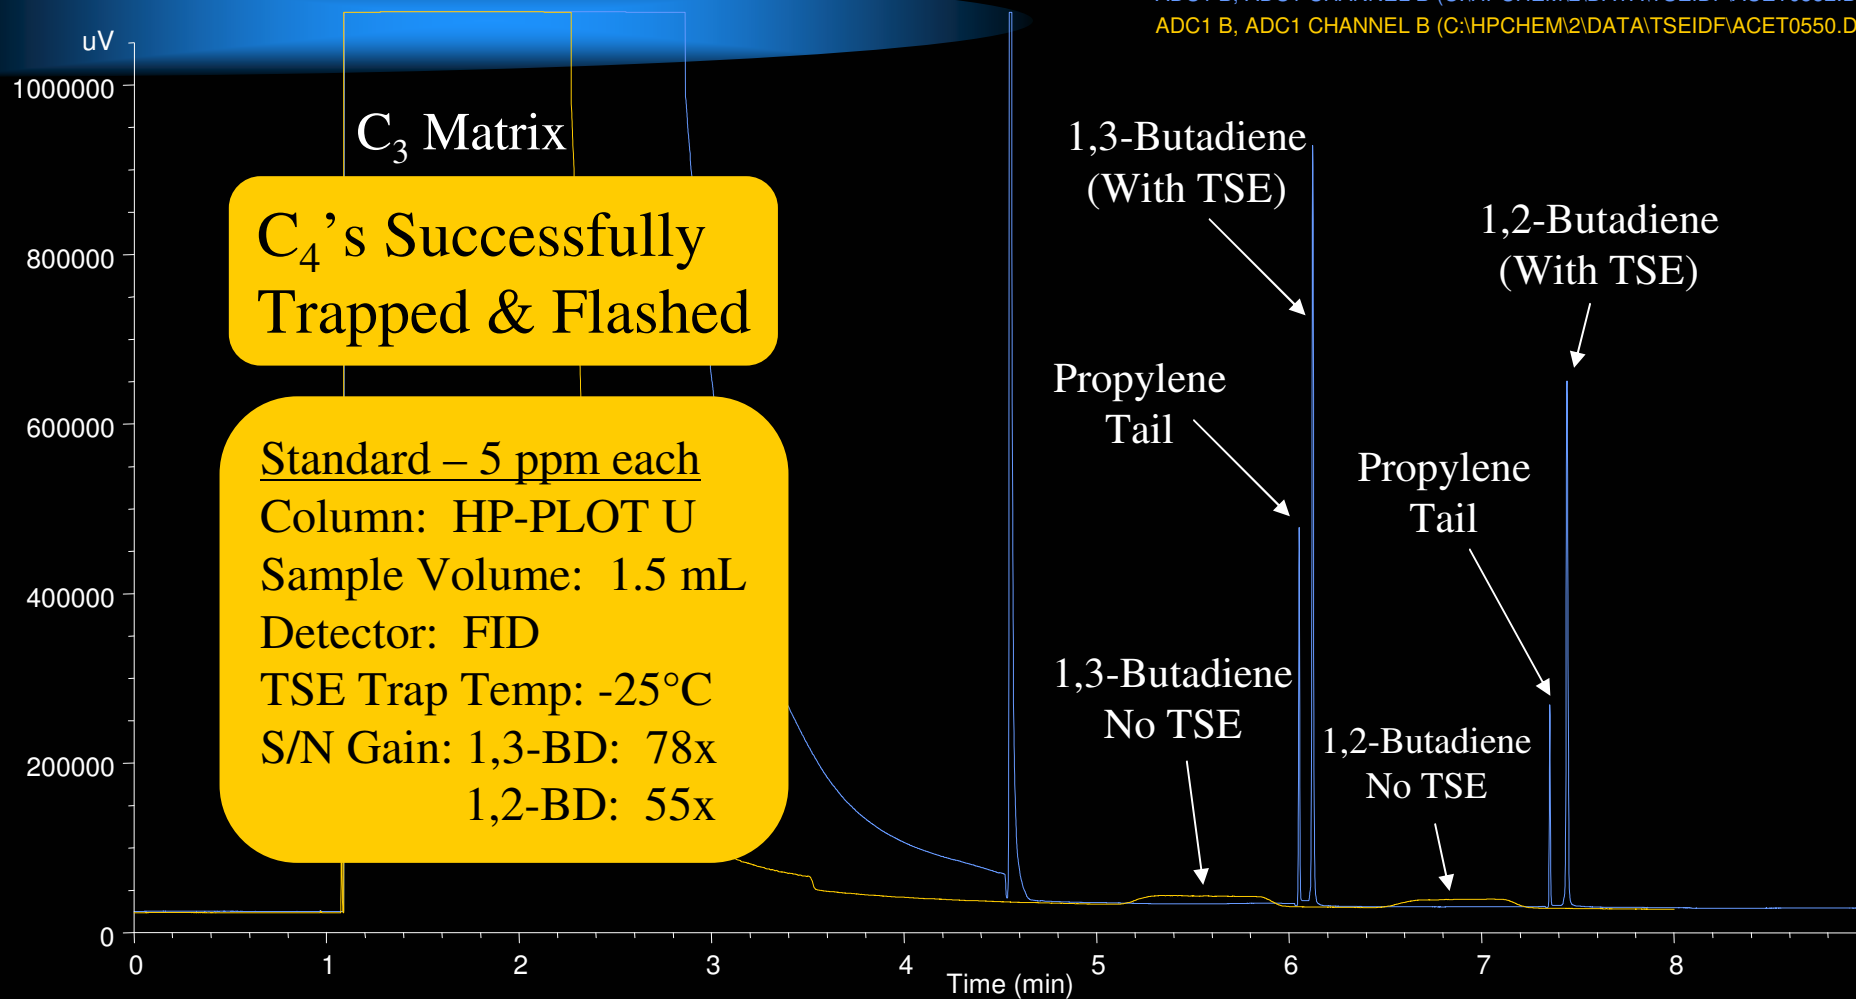 ADC1 B, ADC1 CHANNEL B (C:\HPCHEM\2\DATA\TSEIDF\ACET0550.D
uV
1000000
800000
600000
400000
200000
0
C₃ Matrix
C₄’s Successfully
Trapped & Flashed
Standard – 5 ppm each
Column: HP-PLOT U
Sample Volume: 1.5 mL
Detector: FID
TSE Trap Temp: -25°C
S/N Gain: 1,3-BD: 78x
1,2-BD: 55x
1,3-Butadiene
(With TSE)
1,2-Butadiene
(With TSE)
Propylene
Tail
Propylene
Tail
1,3-Butadiene
No TSE
1,2-Butadiene
No TSE
0 1 2 3 4 5 6 7 8
Time (min)